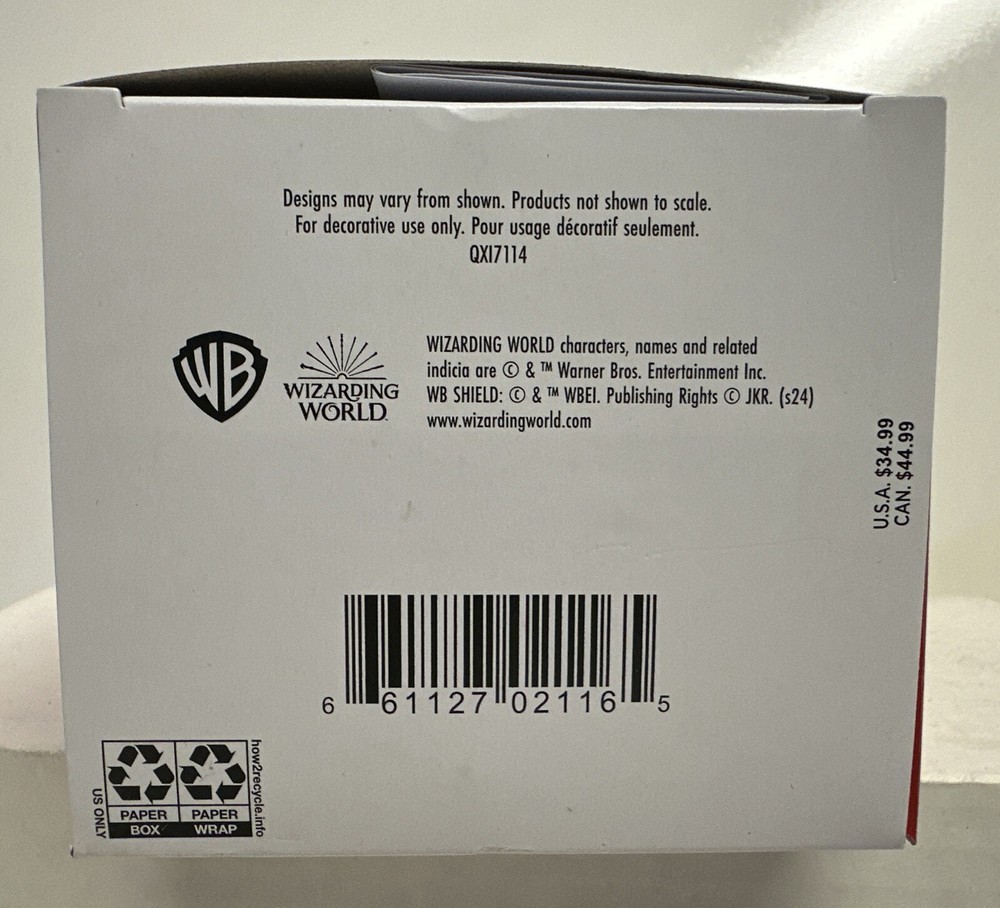 Designs may vary from shown. Products not shown to scale.
For decorative use only. Pour usage décoratif seulement.
QXI7114
WB
WIZARDING
WORLD
WIZARDING WORLD characters, names and related
indicia are © & ™ Warner Bros. Entertainment Inc.
WB SHIELD: © & ™ WBEI. Publishing Rights © JKR. (s24)
www.wizardingworld.com
U.S.A. $34.99
CAN. $44.99
6 61127 02116 5
US ONLY
PAPER PAPER
BOX WRAP
how2recycle.info